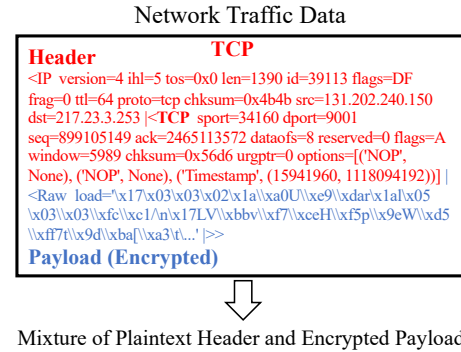 Network Traffic Data
Header TCP
<IP version=4 ihl=5 tos=0x0 len=1390 id=39113 flags=DF
frag=0 ttl=64 proto=tcp chksum=0x4b4b src=131.202.240.150
dst=217.23.3.253 |<TCP sport=34160 dport=9001
seq=899105149 ack=2465113572 dataofs=8 reserved=0 flags=A
window=5989 chksum=0x56d6 urgptr=0 options=[('NOP',
None), ('NOP', None), ('Timestamp', (15941960, 1118094192))] |
<Raw load='\x17\x03\x03\x02\x1a\\xa0U\\xe9\\xdar\x1al\x05
\x03\\x03\\xfc\\xc1/\n\x17LV\\xbbv\\xf7\\xceH\\xf5p\\x9eW\\xd5
\\xff7t\\x9d\\xba[\\xa3\t\...' |>>
Payload (Encrypted)
Mixture of Plaintext Header and Encrypted Payload